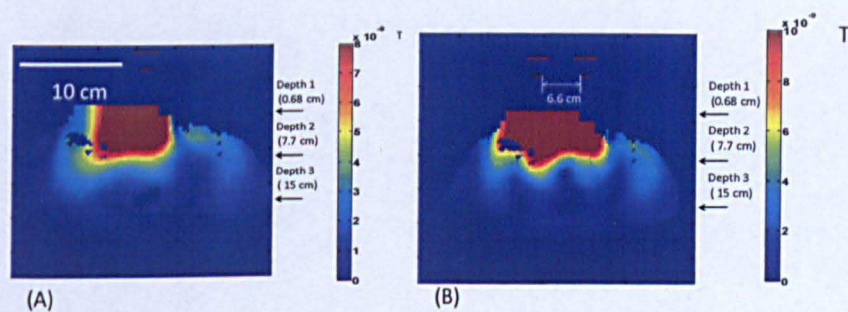 x 10⁻⁹ T
8
7
6
5
4
3
2
1
0
10 cm
Depth 1
(0.68 cm)
Depth 2
(7.7 cm)
Depth 3
( 15 cm)
(A)
x 10⁻⁹ T
10
8
6
4
2
0
6.6 cm
Depth 1
(0.68 cm)
Depth 2
(7.7 cm)
Depth 3
( 15 cm)
(B)